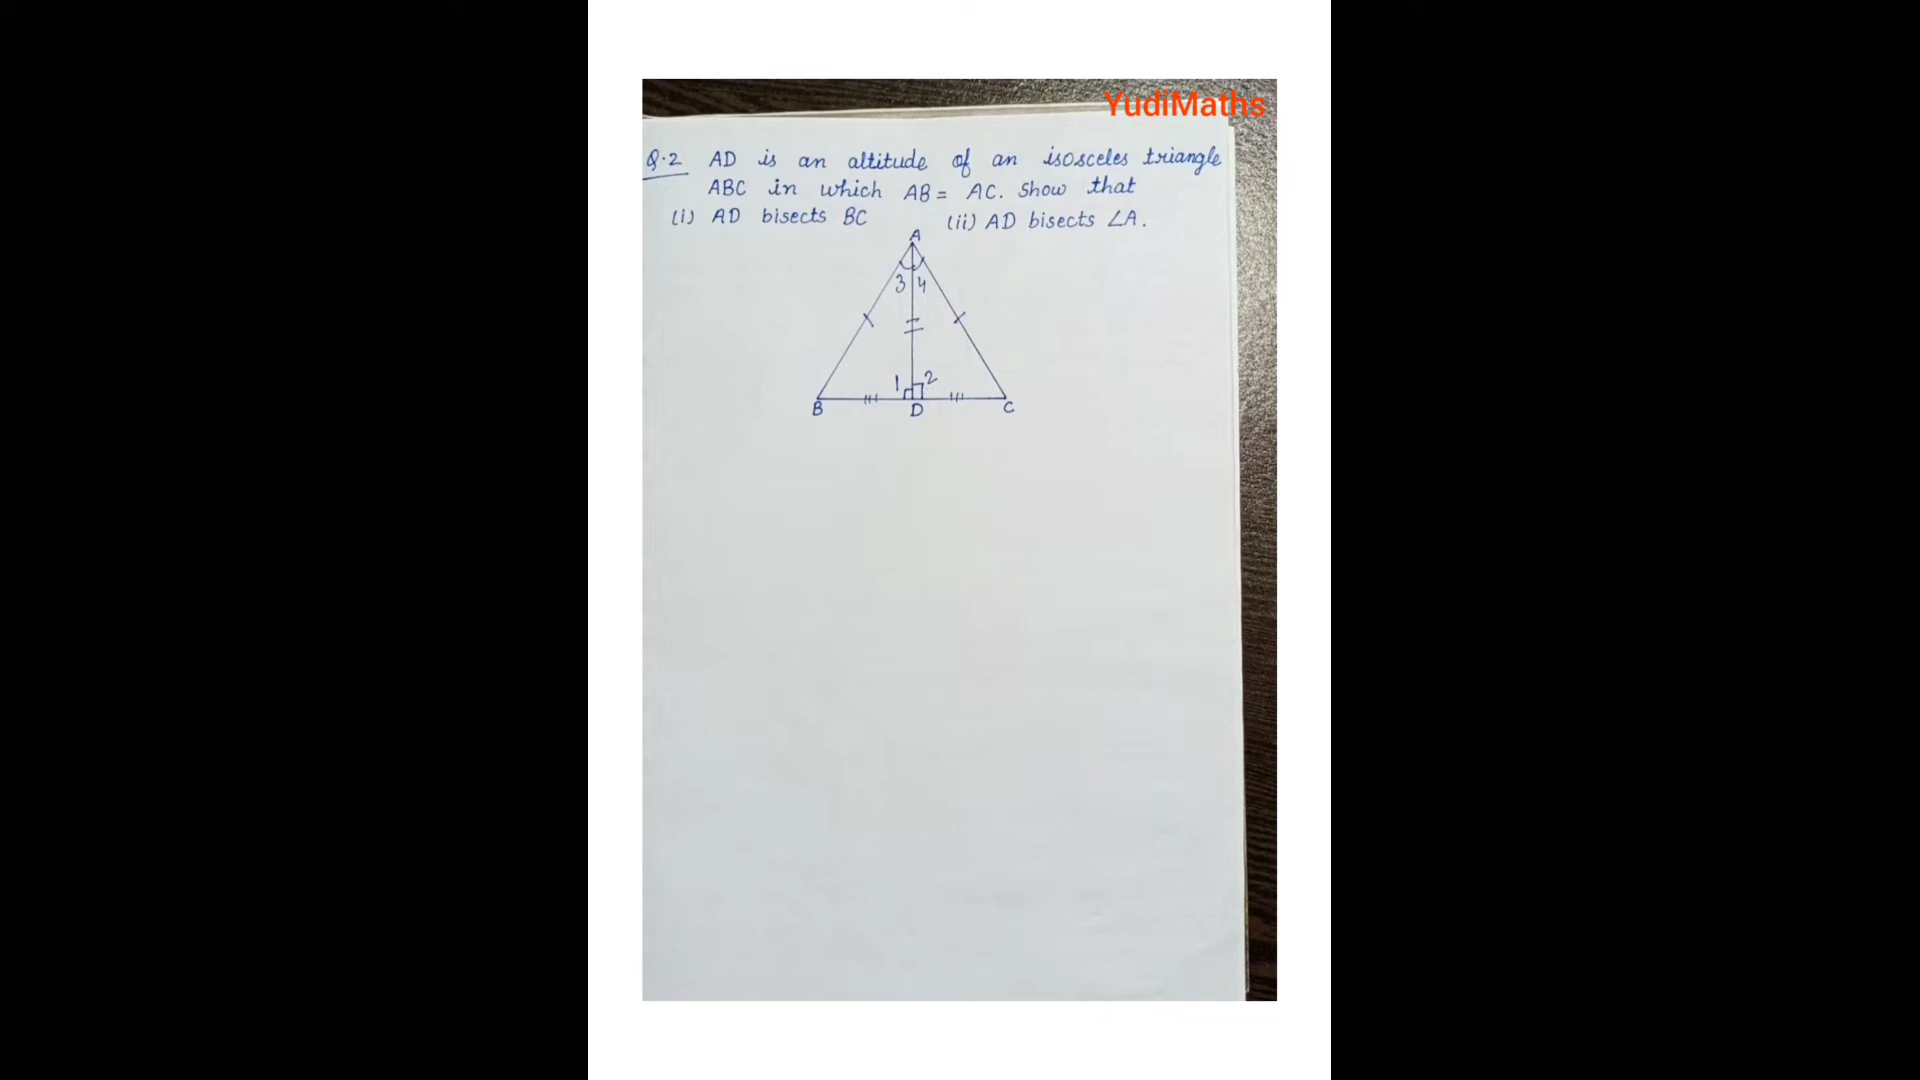 YudiMaths
Q.2 AD is an altitude of an isosceles triangle
ABC in which AB = AC. Show that
(i) AD bisects BC (ii) AD bisects ∠A.
A
3 4
1 2
B D C